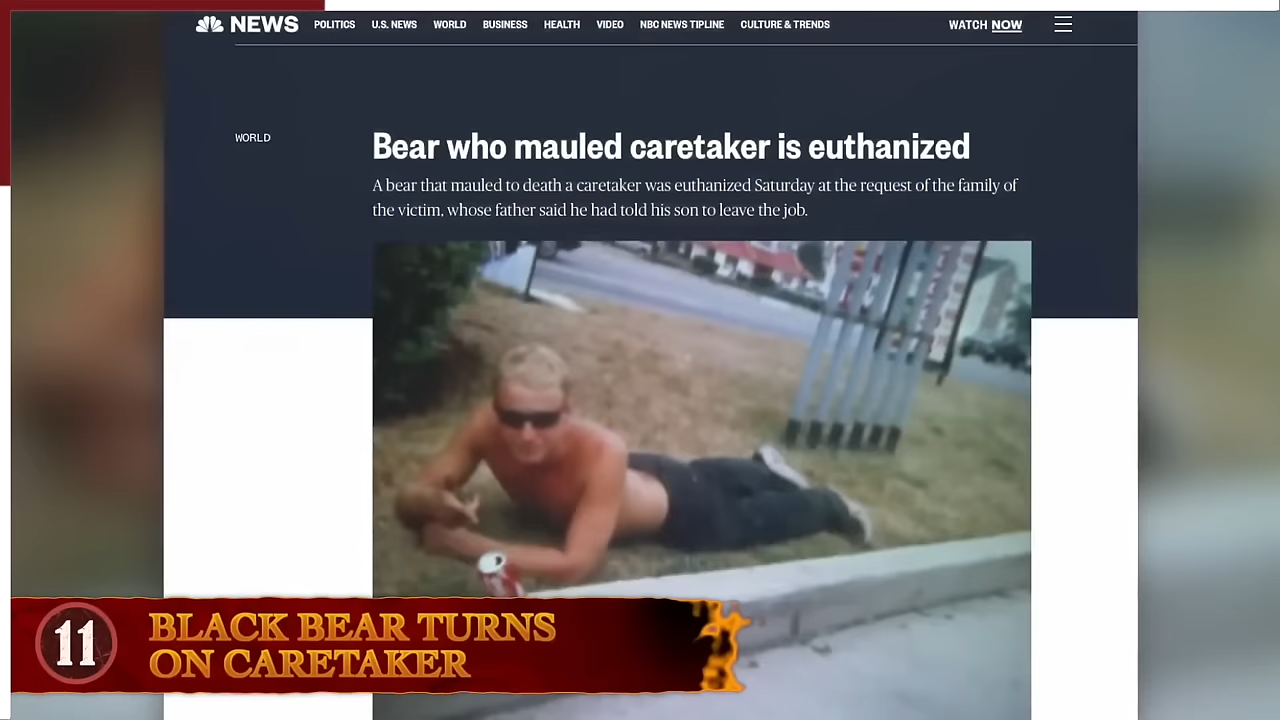 NEWS POLITICS U.S. NEWS WORLD BUSINESS HEALTH VIDEO NBC NEWS TIPLINE CULTURE & TRENDS WATCH NOW
WORLD
Bear who mauled caretaker is euthanized
A bear that mauled to death a caretaker was euthanized Saturday at the request of the family of
the victim, whose father said he had told his son to leave the job.
11
BLACK BEAR TURNS
ON CARETAKER